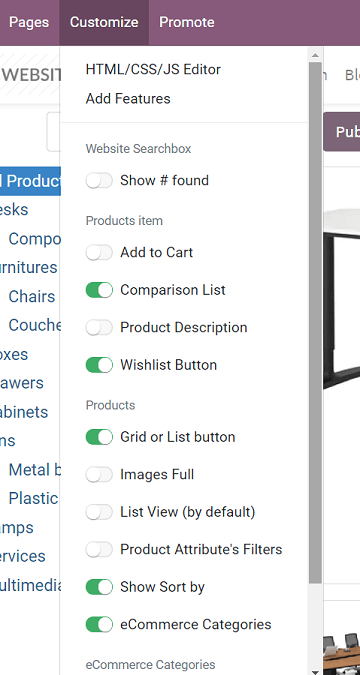 Pages Customize Promote
HTML/CSS/JS Editor
WEBSIT
Add Features
Website Searchbox
Show # found
Products item
Add to Cart
Comparison List
Product Description
Wishlist Button
Products
Grid or List button
Images Full
List View (by default)
Product Attribute's Filters
Show Sort by
eCommerce Categories
eCommerce Categories
Blo
Pub
l Product
esks
Compo
urnitures
Chairs
Couche
oxes
awers
abinets
ns
Metal b
Plastic
amps
ervices
ultimedia